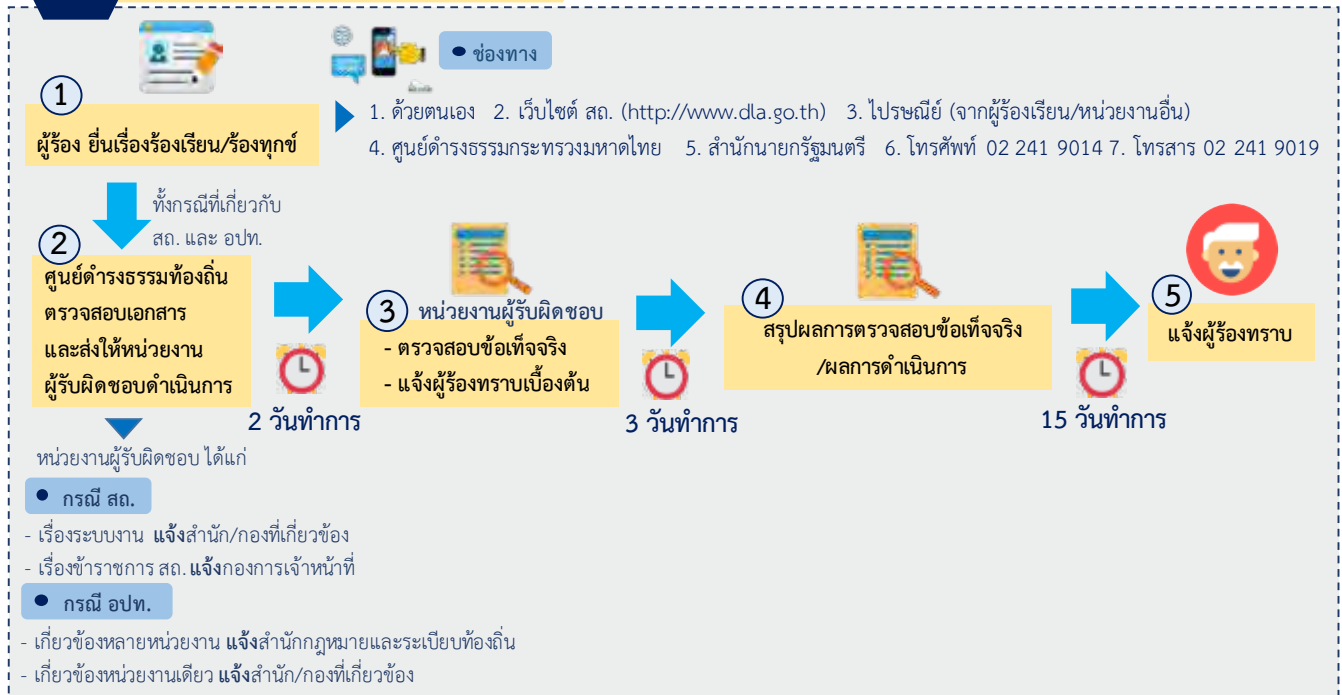 ช่องทาง
1
ผู้ร้อง ยื่นเรื่องร้องเรียน/ร้องทุกข์
1. ด้วยตนเอง 2. เว็บไซต์ สถ. (http://www.dla.go.th) 3. ไปรษณีย์ (จากผู้ร้องเรียน/หน่วยงานอื่น)
4. ศูนย์ดำรงธรรมกระทรวงมหาดไทย 5. สำนักนายกรัฐมนตรี 6. โทรศัพท์ 02 241 9014 7. โทรสาร 02 241 9019
ทั้งกรณีที่เกี่ยวกับ
สถ. และ อปท.
2
ศูนย์ดำรงธรรมท้องถิ่น
ตรวจสอบเอกสาร
และส่งให้หน่วยงาน
ผู้รับผิดชอบดำเนินการ
2 วันทำการ
3
หน่วยงานผู้รับผิดชอบ
- ตรวจสอบข้อเท็จจริง
- แจ้งผู้ร้องทราบเบื้องต้น
3 วันทำการ
4
สรุปผลการตรวจสอบข้อเท็จจริง
/ผลการดำเนินการ
15 วันทำการ
5
แจ้งผู้ร้องทราบ
หน่วยงานผู้รับผิดชอบ ได้แก่
กรณี สถ.
- เรื่องระบบงาน แจ้งสำนัก/กองที่เกี่ยวข้อง
- เรื่องข้าราชการ สถ. แจ้งกองการเจ้าหน้าที่
กรณี อปท.
- เกี่ยวข้องหลายหน่วยงาน แจ้งสำนักกฎหมายและระเบียบท้องถิ่น
- เกี่ยวข้องหน่วยงานเดียว แจ้งสำนัก/กองที่เกี่ยวข้อง